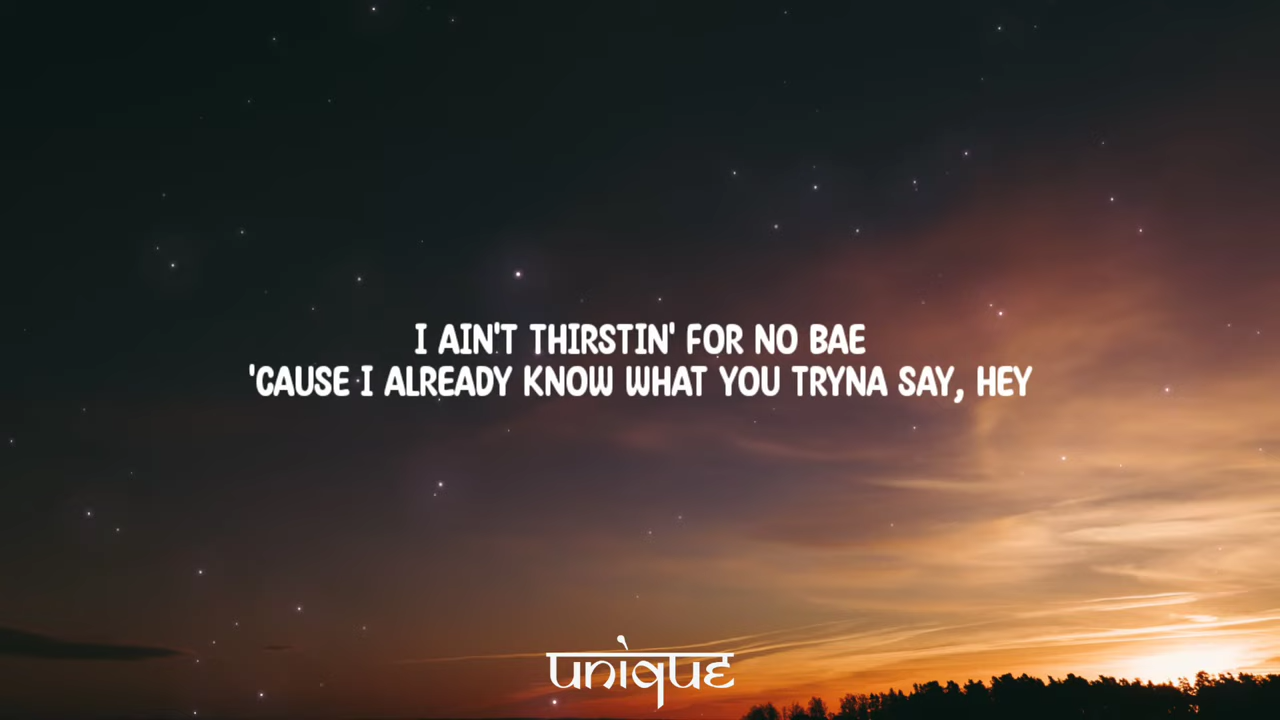 I AIN'T THIRSTIN' FOR NO BAE
'CAUSE I ALREADY KNOW WHAT YOU TRYNA SAY, HEY
unique